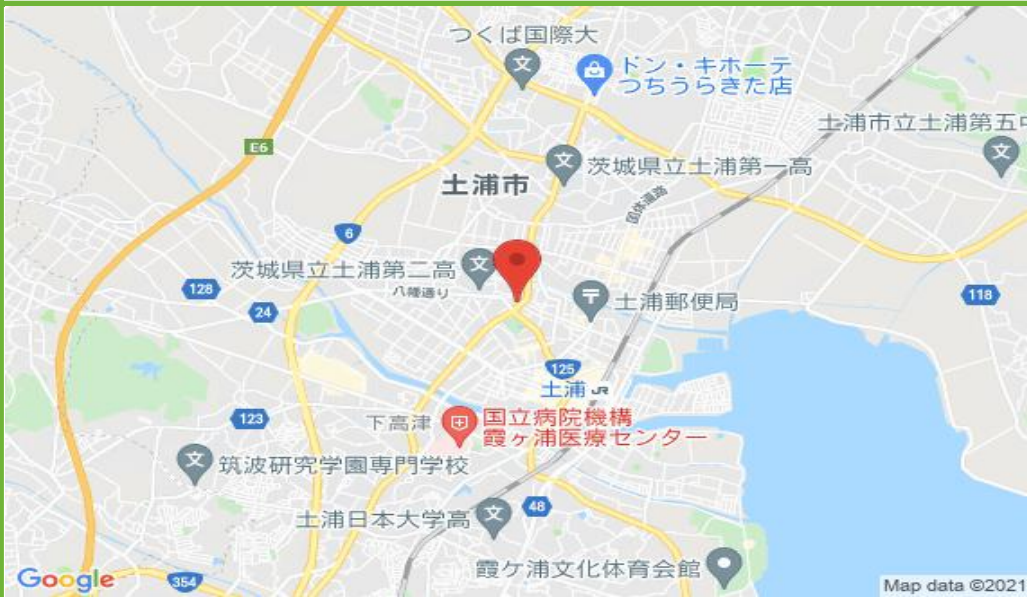 つくば国際大
ドン・キホーテ
つちうらきた店
土浦市立土浦第五中
E6
茨城県立土浦第一高
土浦市
国体道路
6
茨城県立土浦第二高
八幡通り
128
24
土浦郵便局
118
125
土浦 JR
国立病院機構
霞ヶ浦医療センター
下高津
123
筑波研究学園専門学校
48
土浦日本大学高
霞ケ浦文化体育会館
354
Google
Map data ©2021